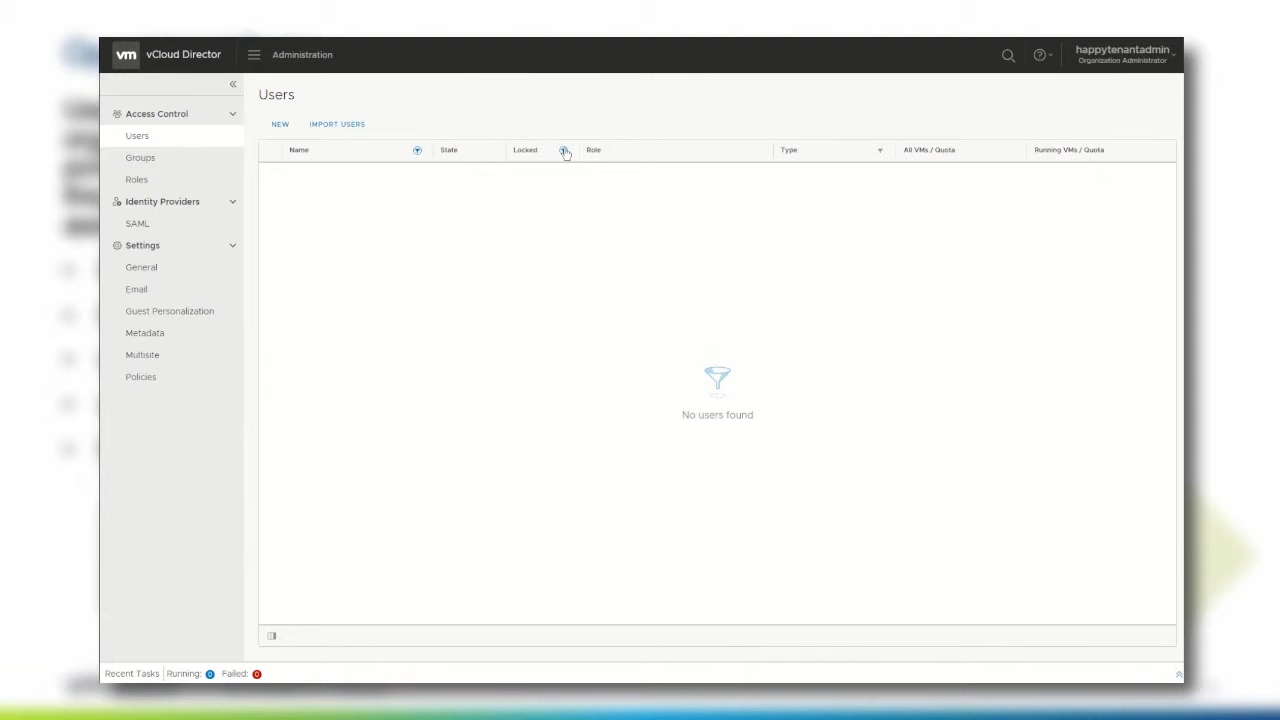 vm vCloud Director Administration happytenantadmin
Organization Administrator
Users
NEW IMPORT USERS
Name State Locked Role Type All VMs / Quota Running VMs / Quota
Access Control
Users
Groups
Roles
Identity Providers
SAML
Settings
General
Email
Guest Personalization
Metadata
Multisite
Policies
No users found
Recent Tasks Running: 0 Failed: 0